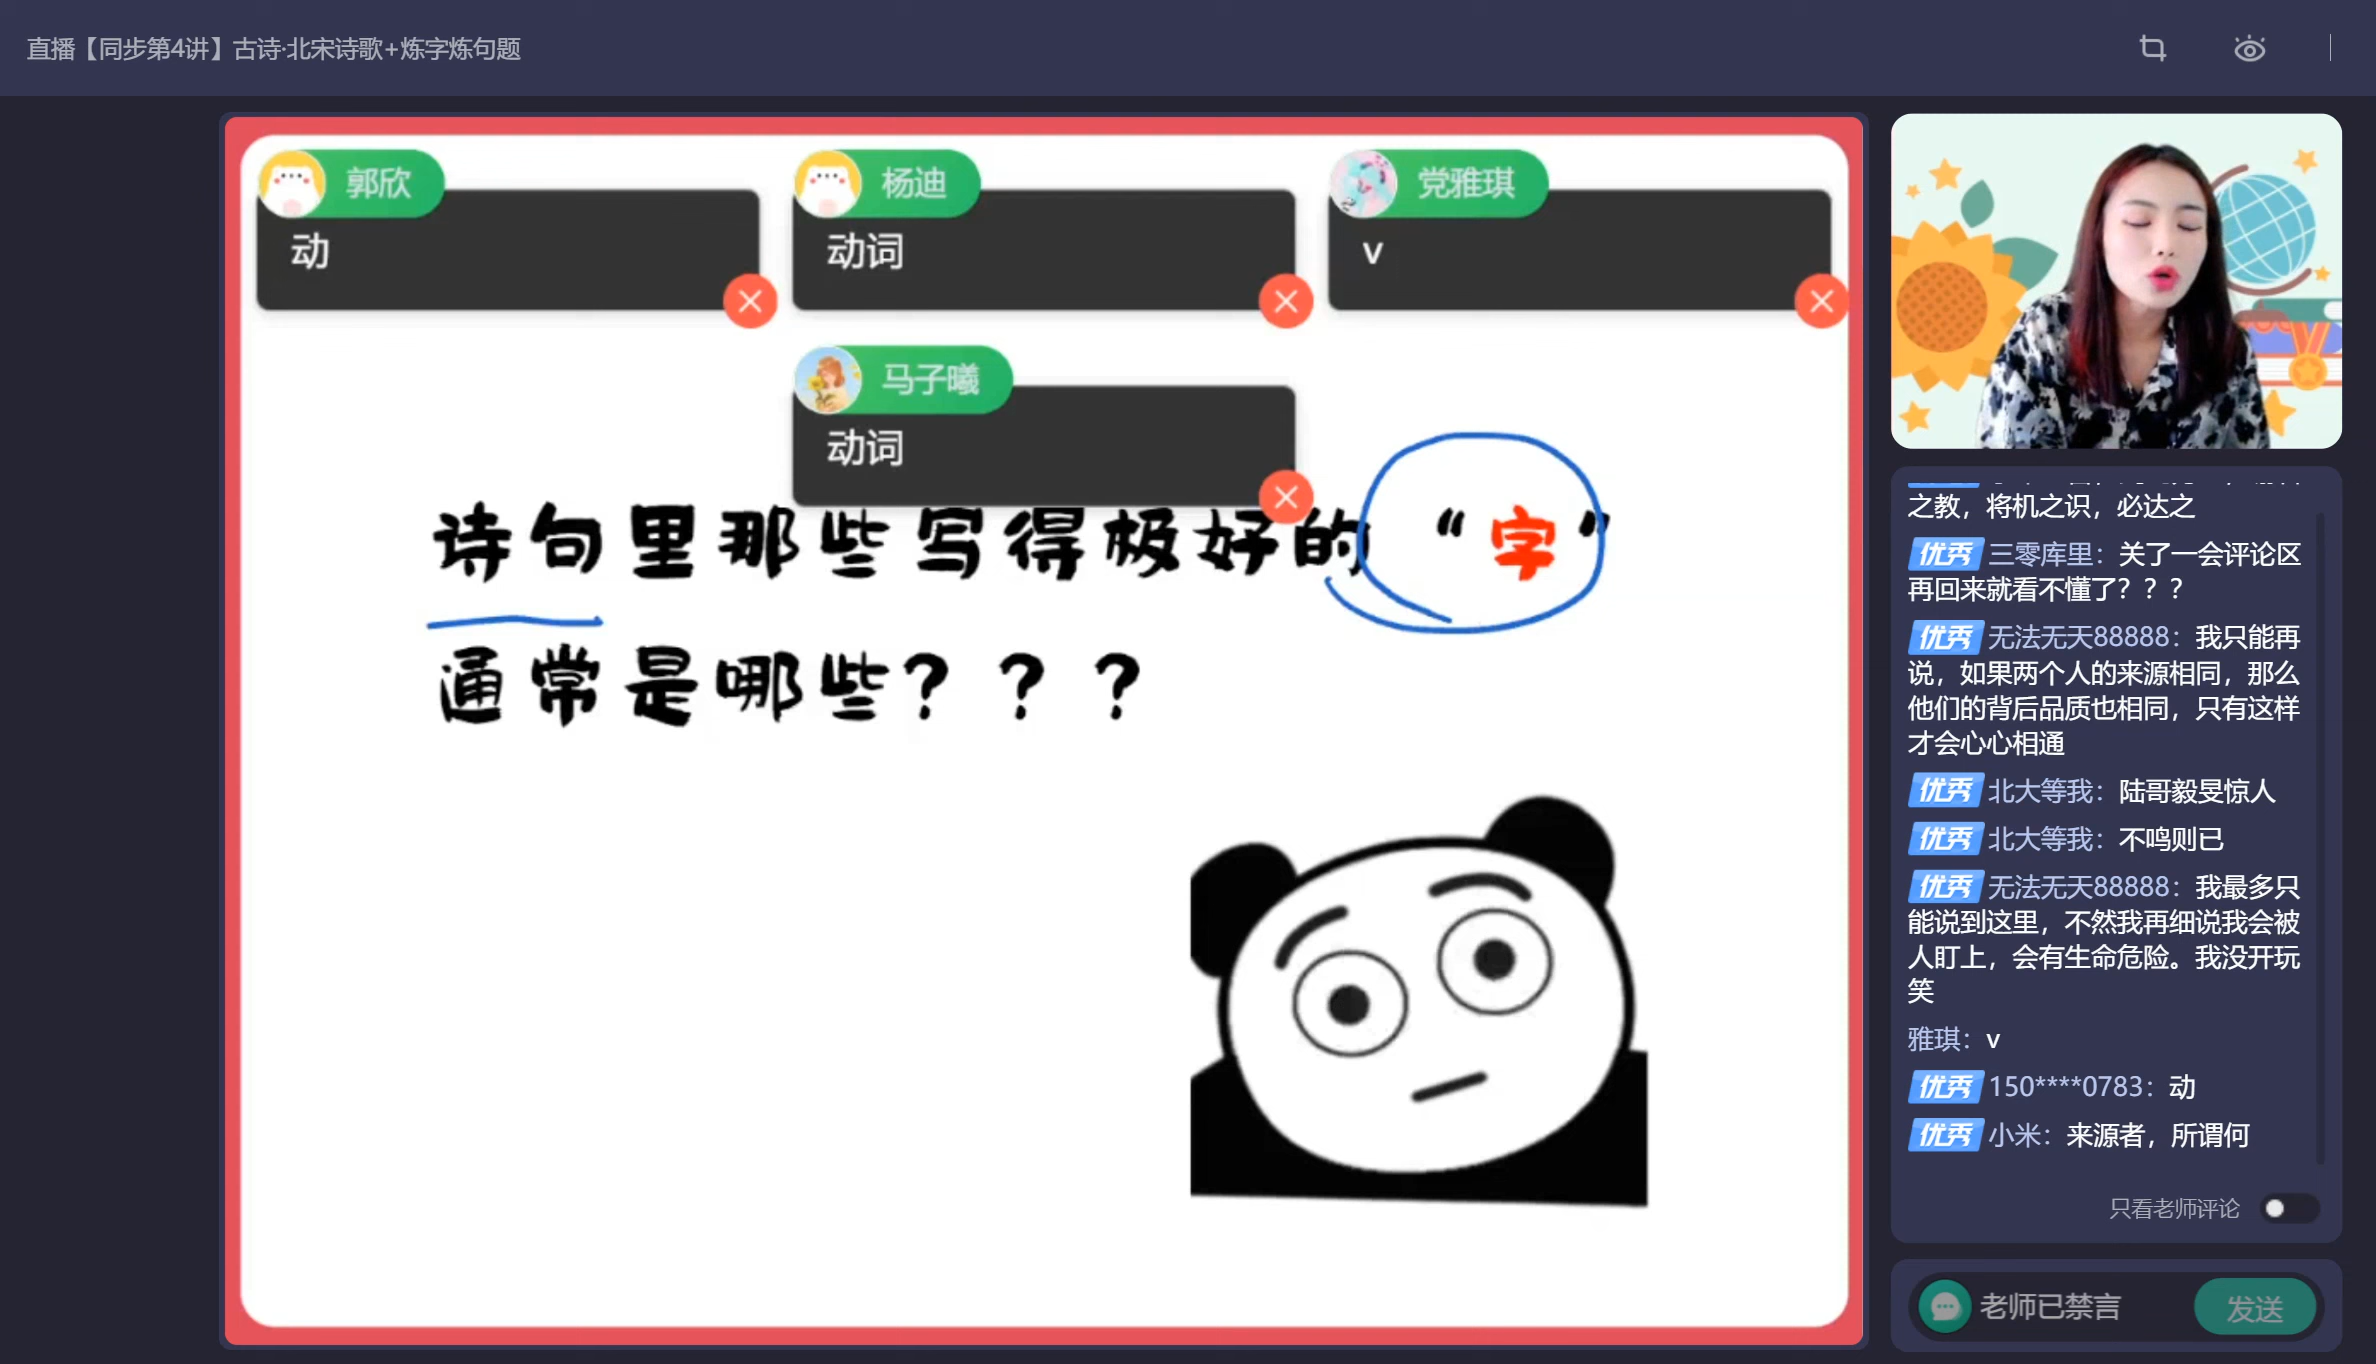 直播【同步第4讲】古诗·北宋诗歌+炼字炼句题
郭欣
动
杨迪
动词
党雅琪
v
马子曦
动词
诗句里那些写得极好的“字”
通常是哪些？？？
之教，将机之识，必达之
优秀 三零库里：关了一会评论区
再回来就看不懂了？？？
优秀 无法无天88888：我只能再
说，如果两个人的来源相同，那么
他们的背后品质也相同，只有这样
才会心心相通
优秀 北大等我：陆哥毅旻惊人
优秀 北大等我：不鸣则已
优秀 无法无天88888：我最多只
能说到这里，不然我再细说我会被
人盯上，会有生命危险。我没开玩
笑
雅琪：v
优秀 150****0783：动
优秀 小米：来源者，所谓何
只看老师评论
老师已禁言
发送